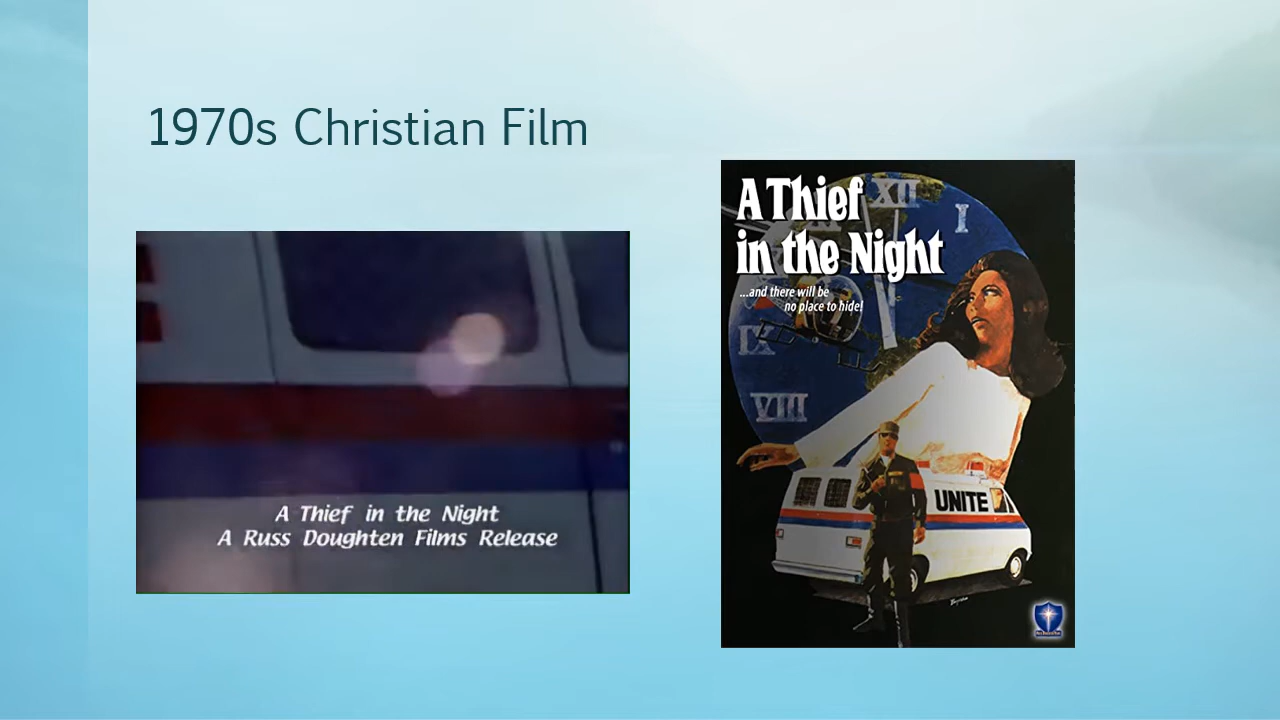 1970s Christian Film
A Thief in the Night
A Russ Doughten Films Release
A Thief
in the Night
...and there will be
no place to hide!
XII
I
IX
VIII
UNITE